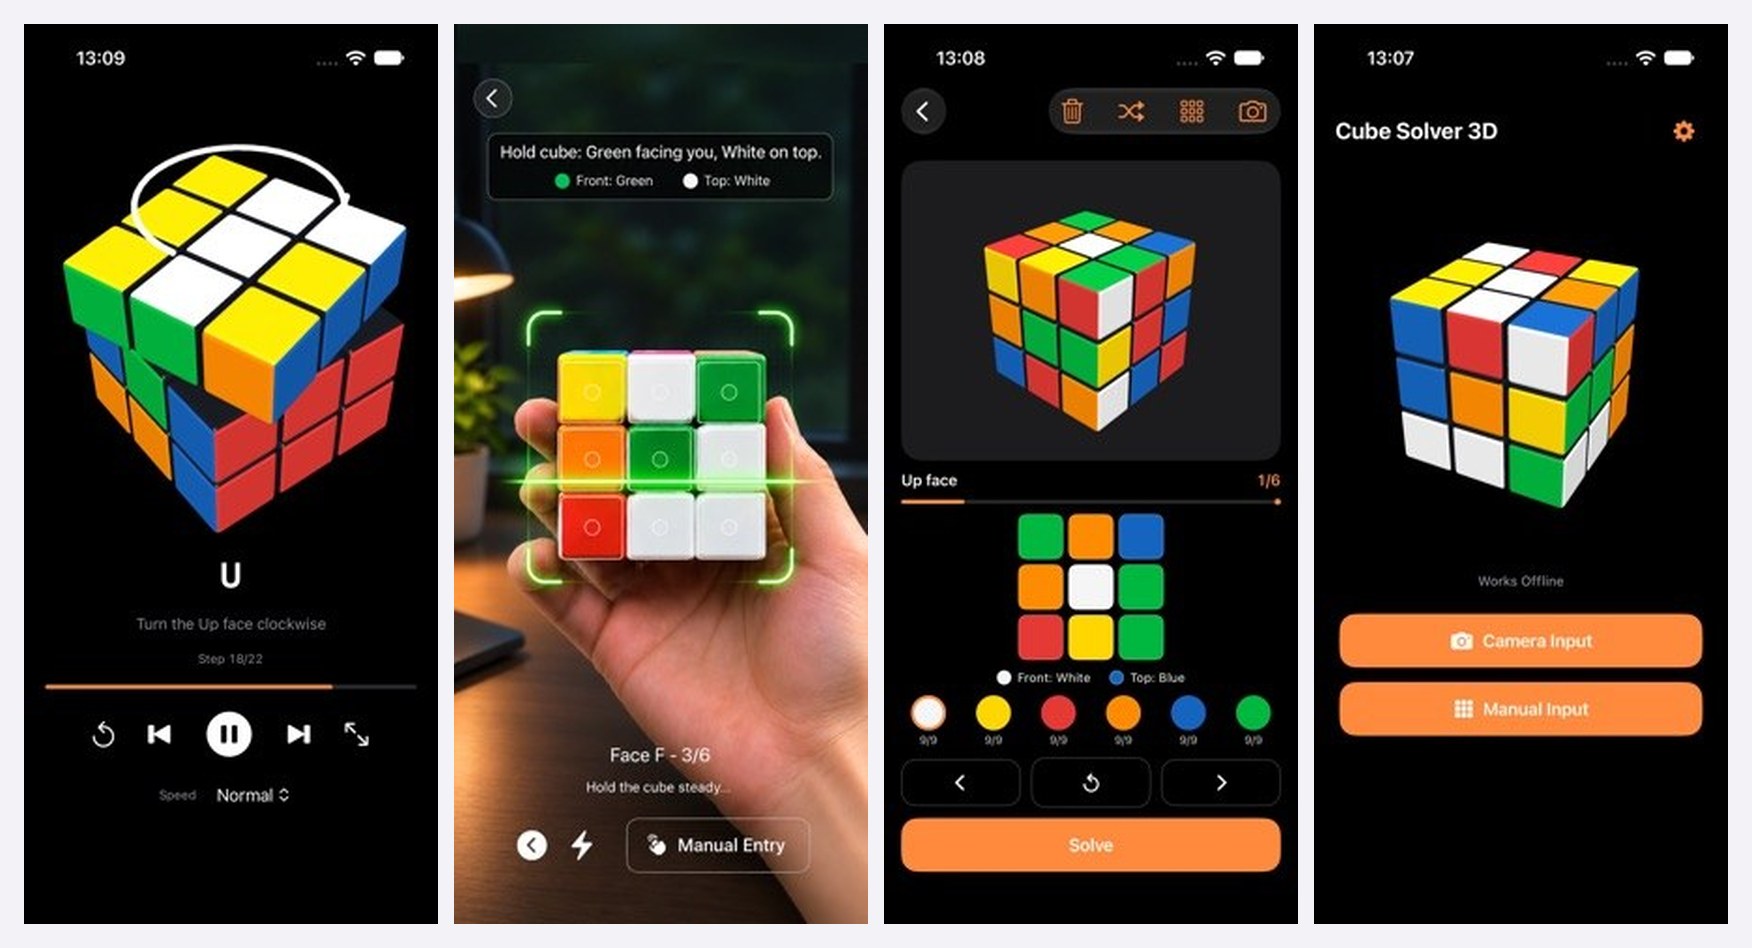 13:09
U
Turn the Up face clockwise
Step 18/22
Speed Normal
Hold cube: Green facing you, White on top.
Front: Green Top: White
Face F - 3/6
Hold the cube steady...
Manual Entry
13:08
Up face 1/6
Front: White Top: Blue
9/9 9/9 9/9 9/9 9/9 9/9
Solve
13:07
Cube Solver 3D
Works Offline
Camera Input
Manual Input